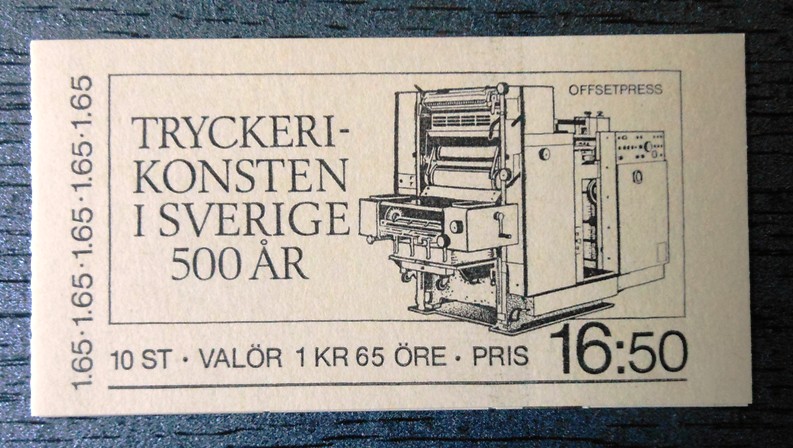 1.65·1.65·1.65·1.65·1.65
TRYCKERI-
KONSTEN
I SVERIGE
500 ÅR
OFFSETPRESS
10 ST · VALÖR 1 KR 65 ÖRE · PRIS 16:50